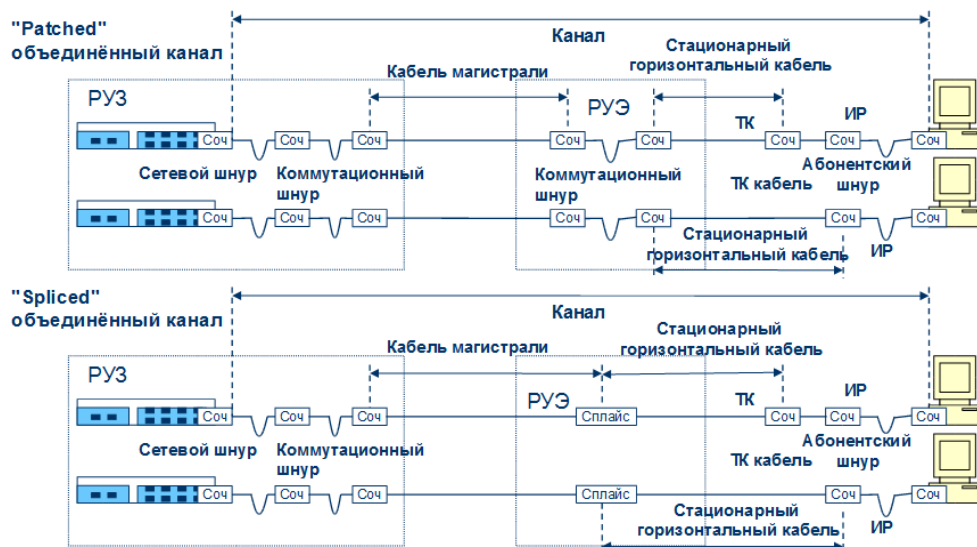 "Patched"
объединённый канал
Канал
Стационарный
горизонтальный кабель
Кабель магистрали
РУЗ
РУЭ
ТК
ИР
Соч Соч Соч Соч Соч Соч Соч Соч
Сетевой шнур
Коммутационный
шнур
Коммутационный
шнур
ТК кабель
Абонентский
шнур
Соч Соч Соч Соч Соч Соч Соч
Стационарный
горизонтальный кабель
ИР
"Spliced"
объединённый канал
Канал
Стационарный
горизонтальный кабель
Кабель магистрали
РУЗ
РУЭ
ТК
ИР
Соч Соч Соч Сплайс Соч Соч Соч
Сетевой шнур
Коммутационный
шнур
ТК кабель
Абонентский
шнур
Соч Соч Соч Сплайс Соч Соч
Стационарный
горизонтальный кабель
ИР